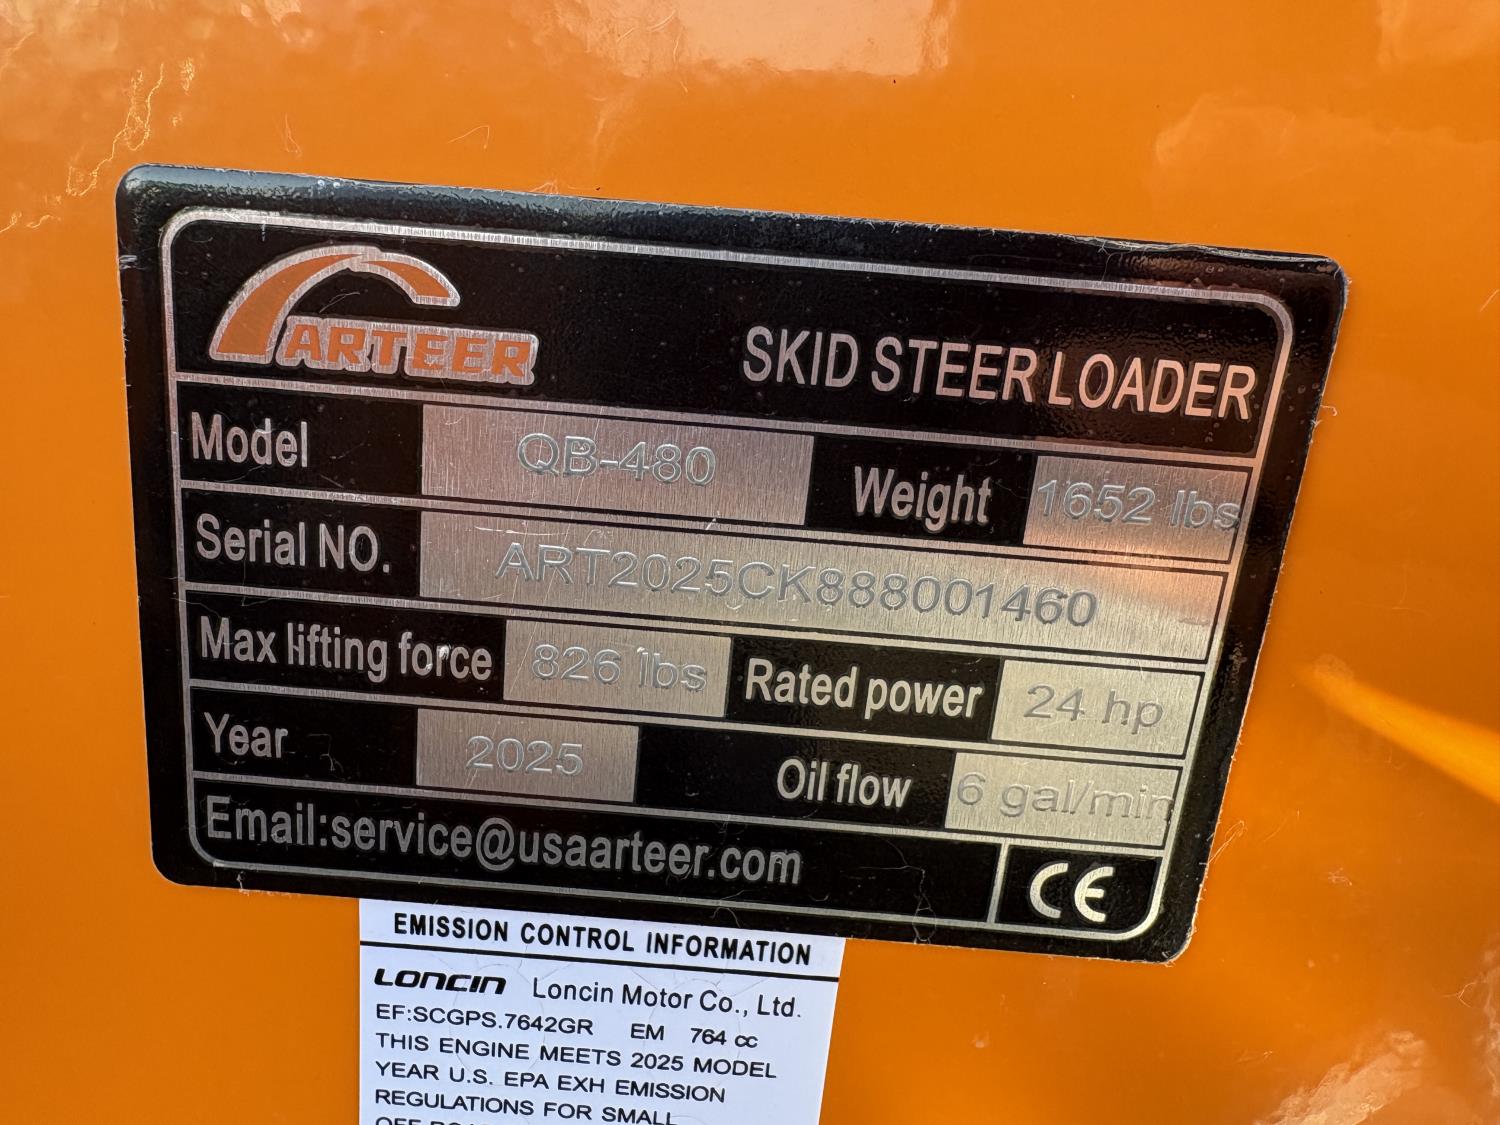 ARTEER
SKID STEER LOADER
Model QB-480 Weight 1652 lbs
Serial NO. ART2025CK888001460
Max lifting force 826 lbs Rated power 24 hp
Year 2025 Oil flow 6 gal/min
Email:service@usaarteer.com CE
EMISSION CONTROL INFORMATION
LONCIN Loncin Motor Co., Ltd.
EF:SCGPS.7642GR EM 764 cc
THIS ENGINE MEETS 2025 MODEL
YEAR U.S. EPA EXH EMISSION
REGULATIONS FOR SMALL